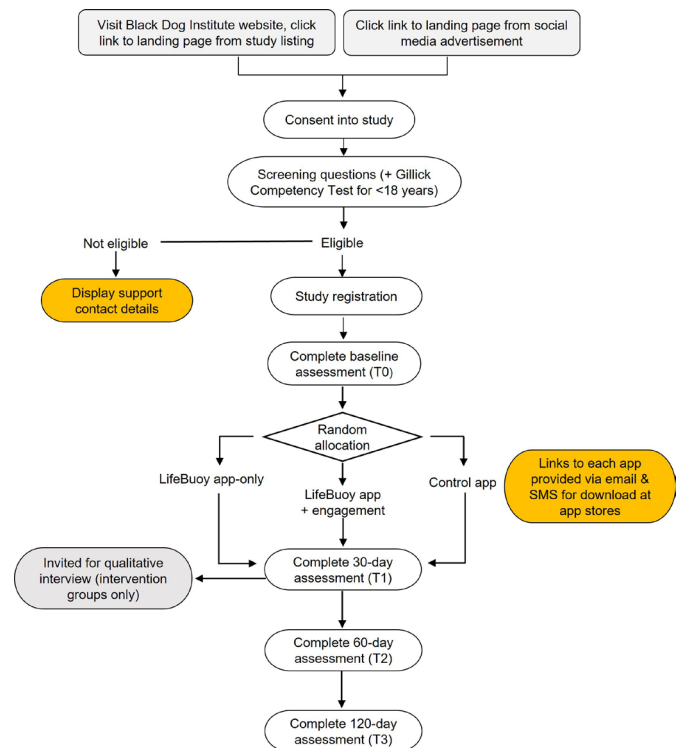 Visit Black Dog Institute website, click
link to landing page from study listing
Click link to landing page from social
media advertisement
Consent into study
Screening questions (+ Gillick
Competency Test for <18 years)
Not eligible
Eligible
Display support
contact details
Study registration
Complete baseline
assessment (T0)
Random
allocation
LifeBuoy app-only
LifeBuoy app
+ engagement
Control app
Links to each app
provided via email &
SMS for download at
app stores
Invited for qualitative
interview (intervention
groups only)
Complete 30-day
assessment (T1)
Complete 60-day
assessment (T2)
Complete 120-day
assessment (T3)